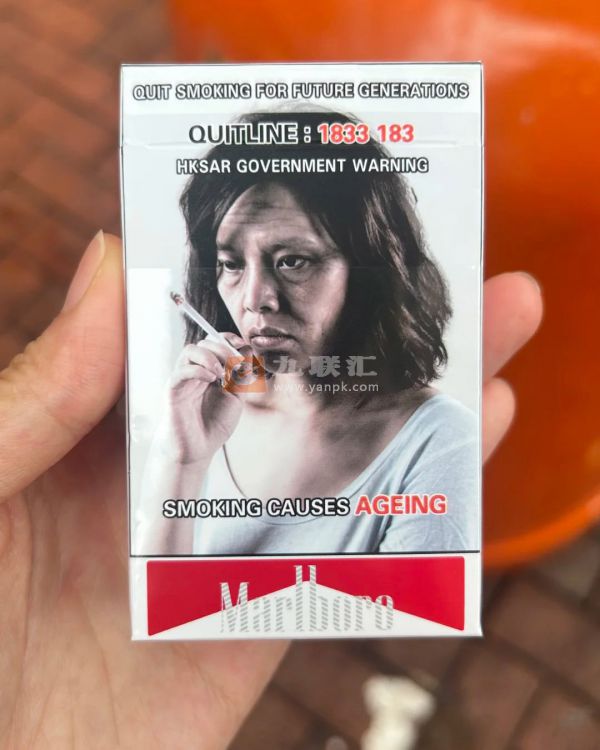 QUIT SMOKING FOR FUTURE GENERATIONS
QUITLINE : 1833 183
HKSAR GOVERNMENT WARNING
九联汇
www.yanpk.com
SMOKING CAUSES AGEING
Marlboro